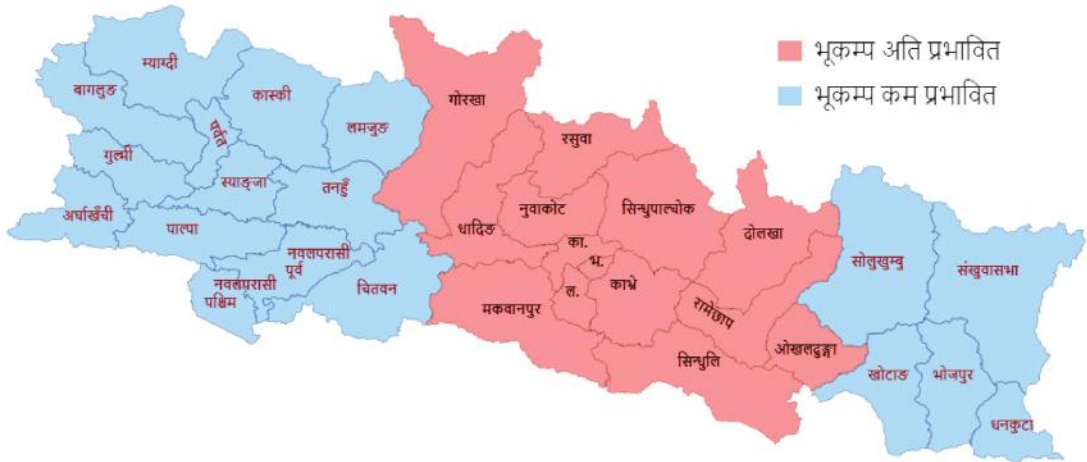 भूकम्प अति प्रभावित
भूकम्प कम प्रभावित
म्याग्दी
बागलुङ
कास्की
पर्वत
लमजुङ
गुल्मी
स्याङ्जा
तनहुँ
अर्घाखाँची
पाल्पा
नवलपरासी
पूर्व
नवलपरासी
पश्चिम
चितवन
गोरखा
रसुवा
धादिङ
नुवाकोट
सिन्धुपाल्चोक
दोलखा
का.
भ.
ल.
काभ्रे
मकवानपुर
रामेछाप
सिन्धुलि
ओखलढुङ्गा
सोलुखुम्बु
संखुवासभा
खोटाङ
भोजपुर
धनकुटा